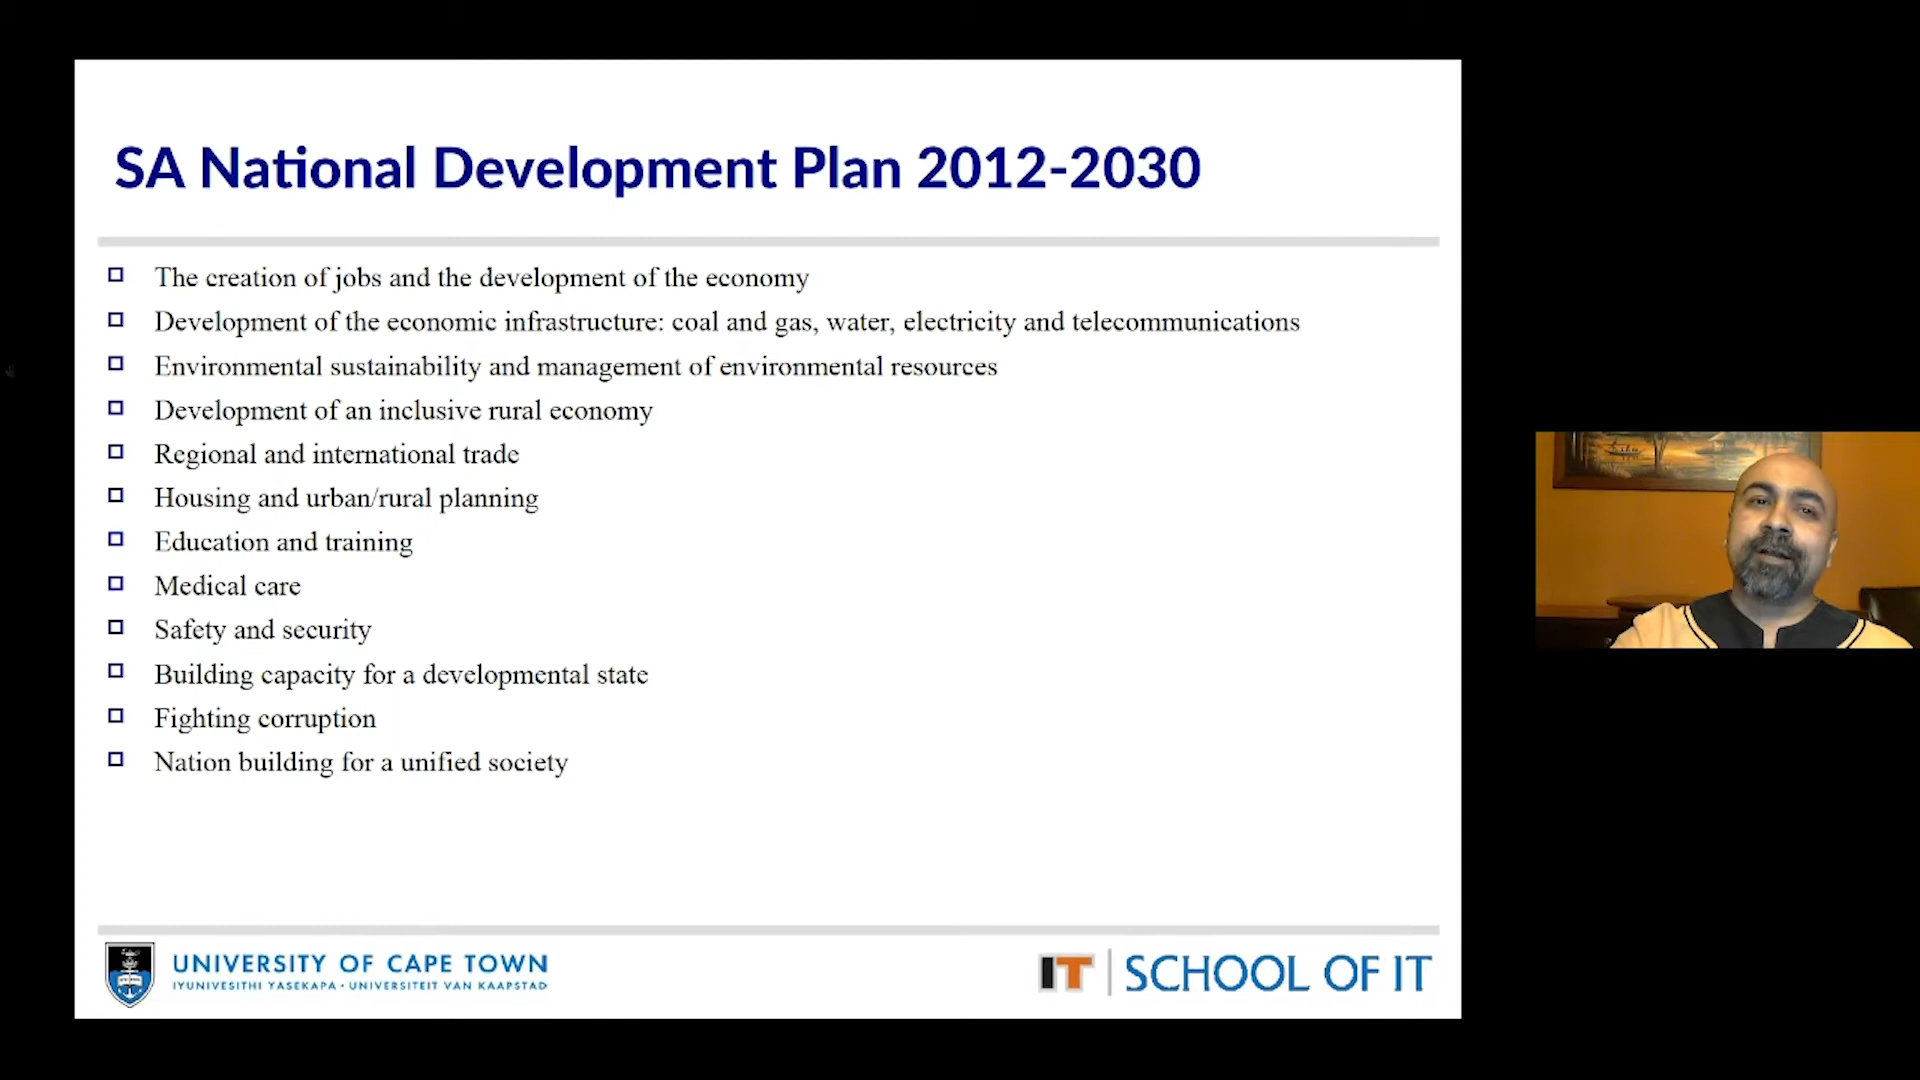 SA National Development Plan 2012-2030
The creation of jobs and the development of the economy
Development of the economic infrastructure: coal and gas, water, electricity and telecommunications
Environmental sustainability and management of environmental resources
Development of an inclusive rural economy
Regional and international trade
Housing and urban/rural planning
Education and training
Medical care
Safety and security
Building capacity for a developmental state
Fighting corruption
Nation building for a unified society
UNIVERSITY OF CAPE TOWN
IYUNIVESITHI YASEKAPA · UNIVERSITEIT VAN KAAPSTAD
IT SCHOOL OF IT